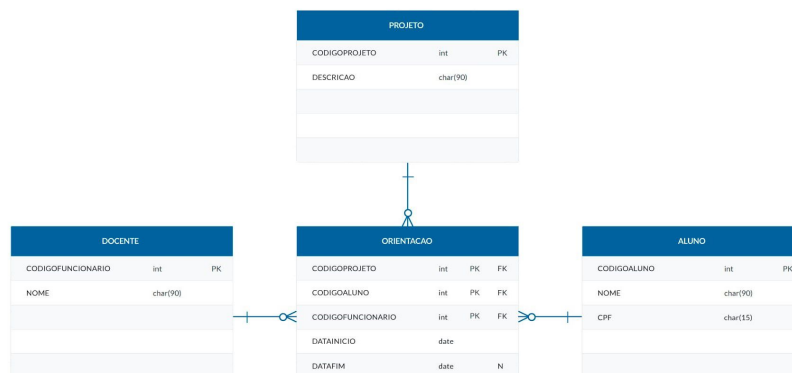 PROJETO
CODIGOPROJETO int PK
DESCRICAO char(90)
DOCENTE
CODIGOFUNCIONARIO int PK
NOME char(90)
ORIENTACAO
CODIGOPROJETO int PK FK
CODIGOALUNO int PK FK
CODIGOFUNCIONARIO int PK FK
DATAINICIO date
DATAFIM date N
ALUNO
CODIGOALUNO int PK
NOME char(90)
CPF char(15)